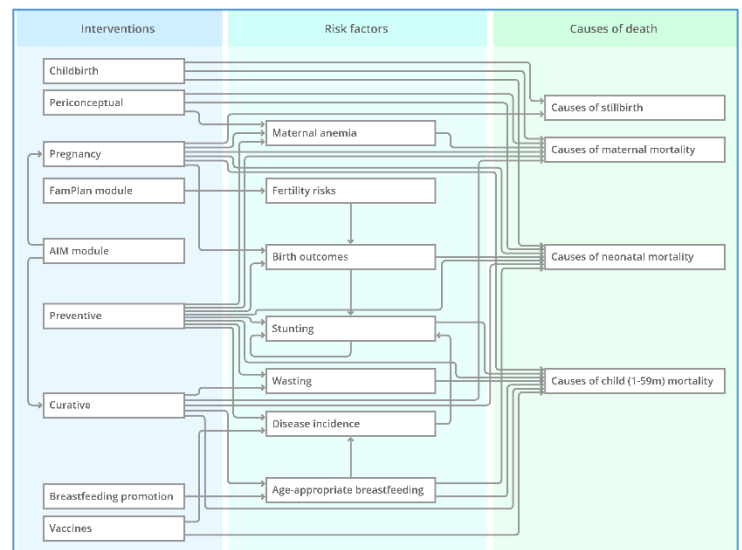 Interventions
Risk factors
Causes of death
Childbirth
Periconceptual
Causes of stillbirth
Maternal anemia
Pregnancy
Causes of maternal mortality
FamPlan module
Fertility risks
AIM module
Birth outcomes
Causes of neonatal mortality
Preventive
Stunting
Wasting
Causes of child (1-59m) mortality
Curative
Disease incidence
Breastfeeding promotion
Age-appropriate breastfeeding
Vaccines